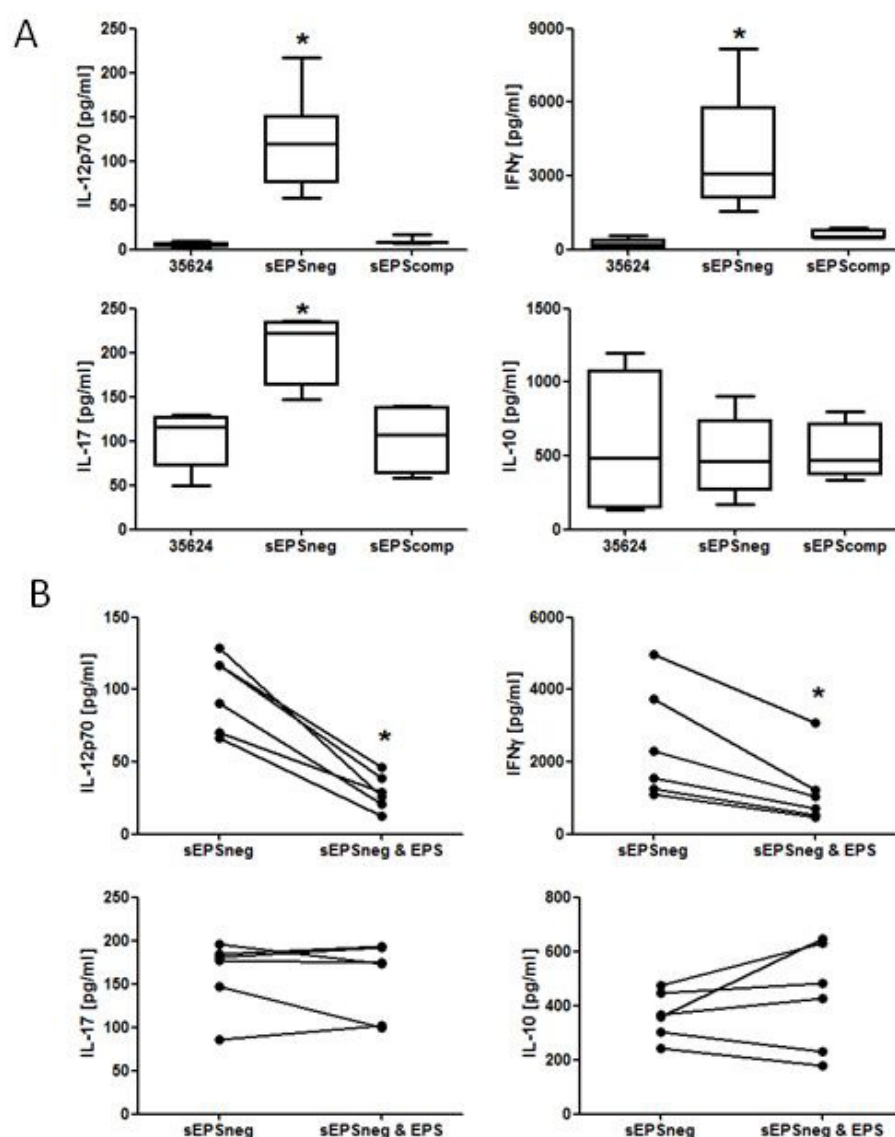 A
IL-12p70 [pg/ml]
250
200
150
100
50
0
*
35624 sEPSneg sEPScomp
IFNγ [pg/ml]
9000
6000
3000
0
*
35624 sEPSneg sEPScomp
IL-17 [pg/ml]
250
200
150
100
50
0
*
35624 sEPSneg sEPScomp
IL-10 [pg/ml]
1500
1000
500
0
35624 sEPSneg sEPScomp
B
IL-12p70 [pg/ml]
150
100
50
0
*
sEPSneg sEPSneg & EPS
IFNγ [pg/ml]
6000
4000
2000
0
*
sEPSneg sEPSneg & EPS
IL-17 [pg/ml]
250
200
150
100
50
0
sEPSneg sEPSneg & EPS
IL-10 [pg/ml]
800
600
400
200
0
sEPSneg sEPSneg & EPS